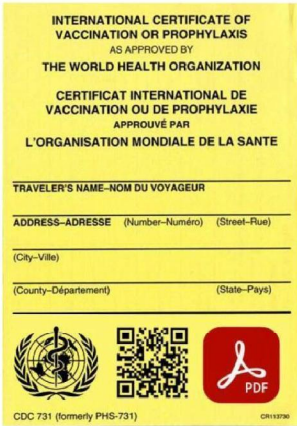 INTERNATIONAL CERTIFICATE OF
VACCINATION OR PROPHYLAXIS
AS APPROVED BY
THE WORLD HEALTH ORGANIZATION
CERTIFICAT INTERNATIONAL DE
VACCINATION OU DE PROPHYLAXIE
APPROUVÉ PAR
L'ORGANISATION MONDIALE DE LA SANTE
TRAVELER'S NAME–NOM DU VOYAGEUR
ADDRESS–ADRESSE (Number–Numéro) (Street–Rue)
(City–Ville)
(County–Département) (State–Pays)
PDF
CDC 731 (formerly PHS-731) CR113730